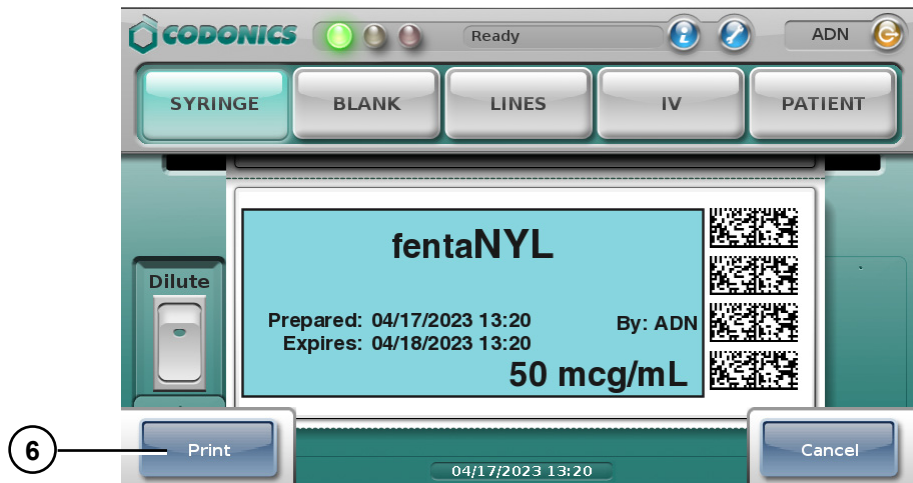 CODONICS
Ready
ADN
SYRINGE
BLANK
LINES
IV
PATIENT
fentaNYL
Dilute
Prepared: 04/17/2023 13:20
By: ADN
Expires: 04/18/2023 13:20
50 mcg/mL
6
Print
Cancel
04/17/2023 13:20